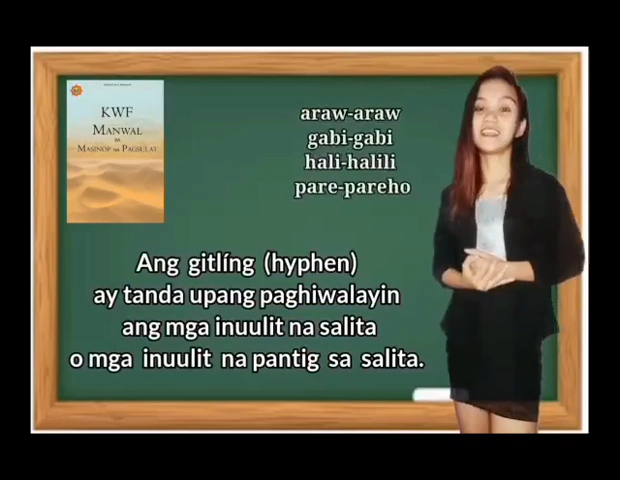 KWF
MANWAL
SA
MASINOP NA PAGSULAT
araw-araw
gabi-gabi
hali-halili
pare-pareho
Ang gitlíng (hyphen)
ay tanda upang paghiwalayin
ang mga inuulit na salita
o mga inuulit na pantig sa salita.